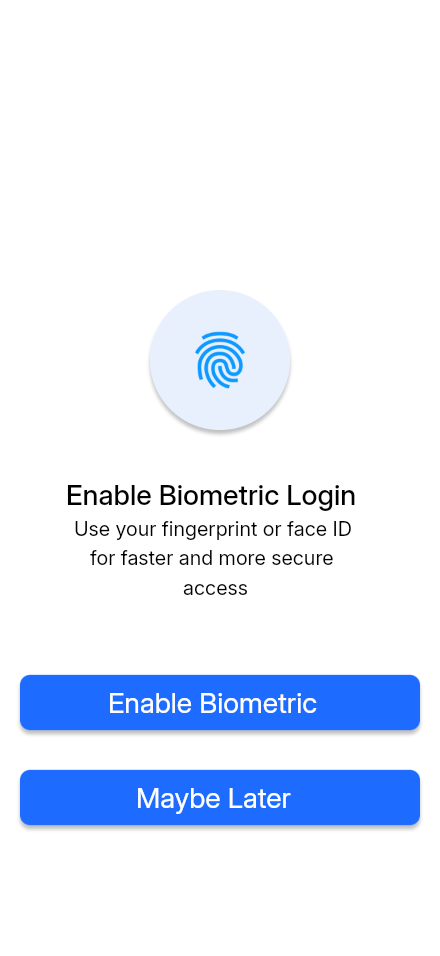 Enable Biometric Login
Use your fingerprint or face ID
for faster and more secure
access
Enable Biometric
Maybe Later